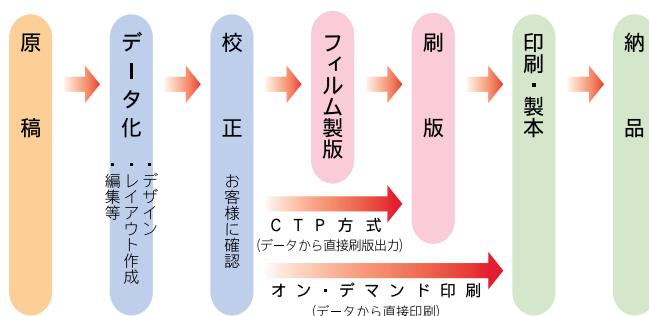 原稿
データ化
・デザイン
・レイアウト作成
・編集等
校正
お客様に確認
フィルム製版
刷版
印刷・製本
納品
CTP方式
(データから直接刷版出力)
オン・デマンド印刷
(データから直接印刷)